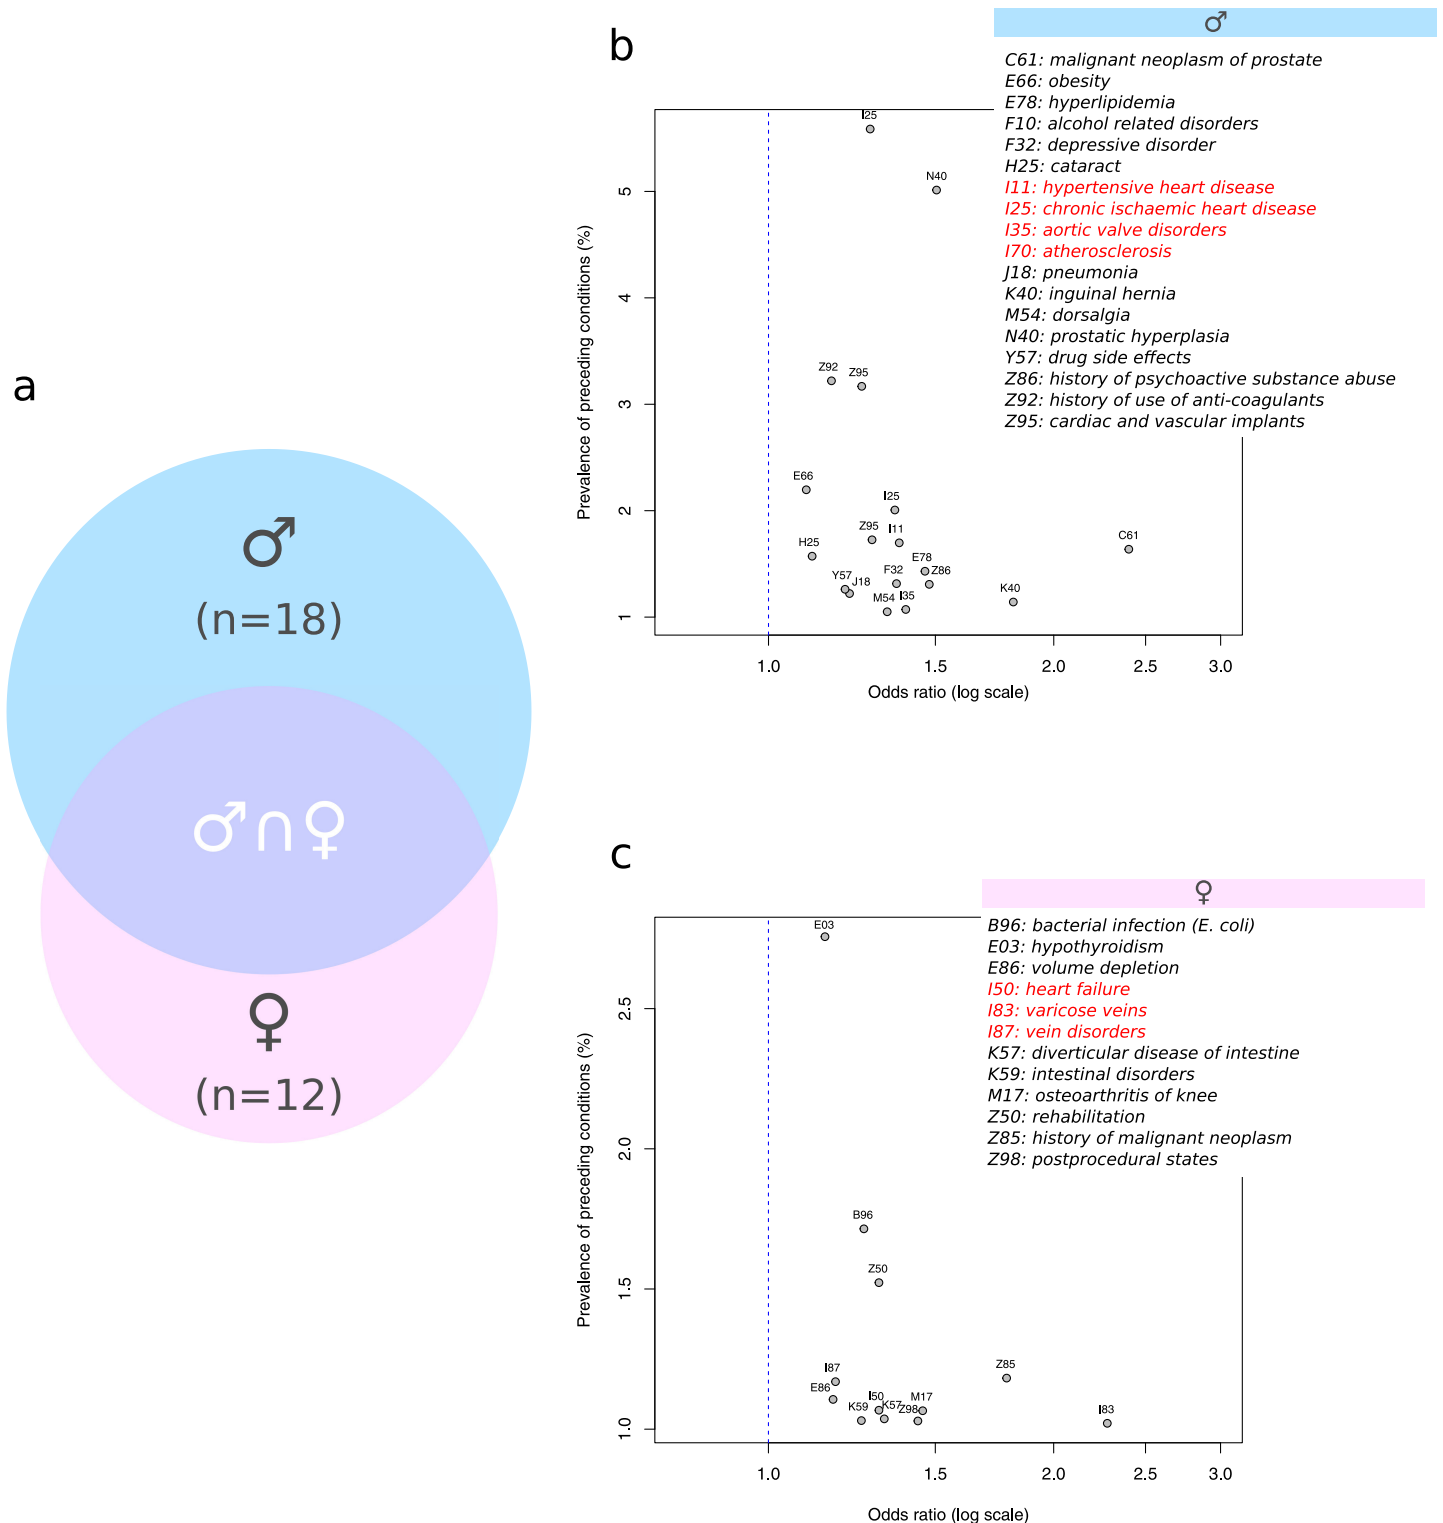 a
♂
(n=18)
♂∩♀
♀
(n=12)
b
♂
C61: malignant neoplasm of prostate
E66: obesity
E78: hyperlipidemia
F10: alcohol related disorders
F32: depressive disorder
H25: cataract
I11: hypertensive heart disease
I25: chronic ischaemic heart disease
I35: aortic valve disorders
I70: atherosclerosis
J18: pneumonia
K40: inguinal hernia
M54: dorsalgia
N40: prostatic hyperplasia
Y57: drug side effects
Z86: history of psychoactive substance abuse
Z92: history of use of anti-coagulants
Z95: cardiac and vascular implants
Prevalence of preceding conditions (%)
5
4
3
2
1
I25
N40
Z92
Z95
E66
I25
Z95
I11
H25
C61
E78
F32
Z86
Y57
J18
K40
M54
I35
1.0
1.5
2.0
2.5
3.0
Odds ratio (log scale)
c
♀
B96: bacterial infection (E. coli)
E03: hypothyroidism
E86: volume depletion
I50: heart failure
I83: varicose veins
I87: vein disorders
K57: diverticular disease of intestine
K59: intestinal disorders
M17: osteoarthritis of knee
Z50: rehabilitation
Z85: history of malignant neoplasm
Z98: postprocedural states
Prevalence of preceding conditions (%)
2.5
2.0
1.5
1.0
E03
B96
Z50
I87
Z85
E86
I50
M17
K59
K57
Z98
I83
1.0
1.5
2.0
2.5
3.0
Odds ratio (log scale)